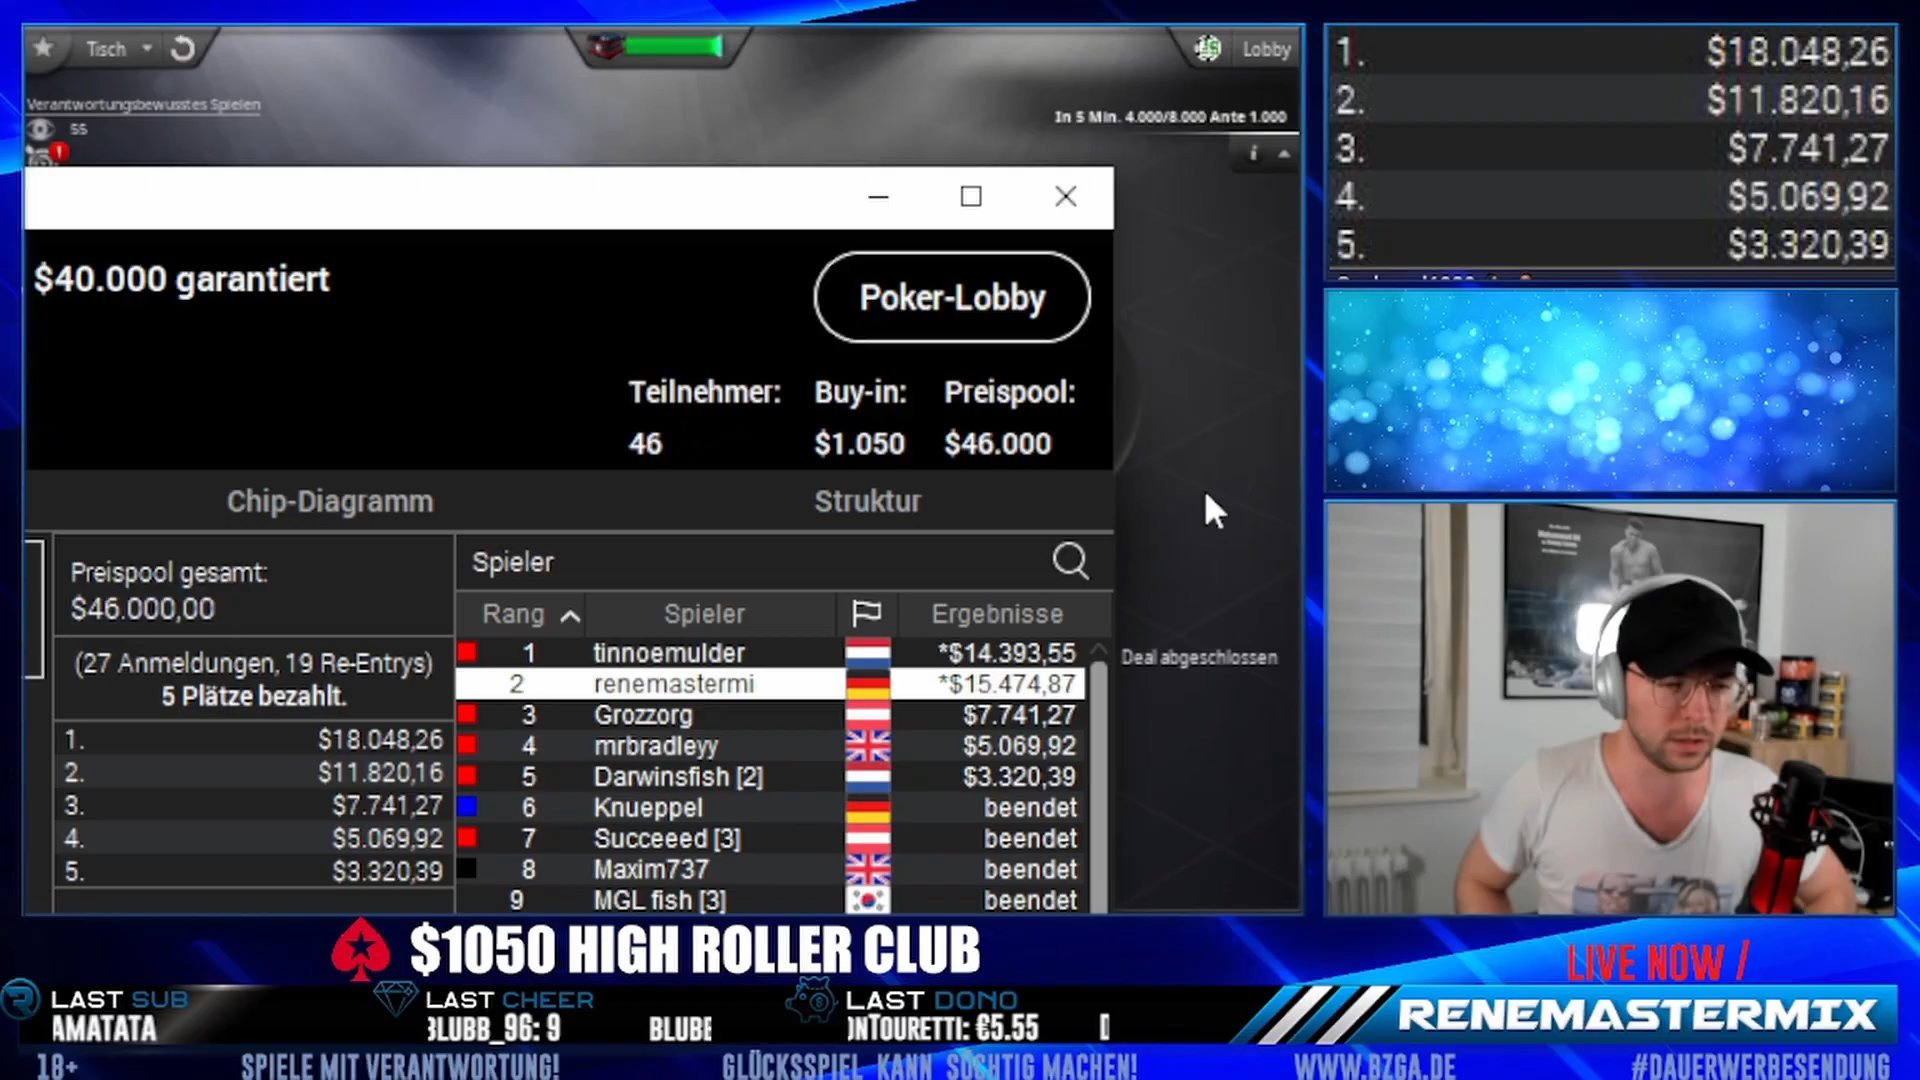 Tisch
Lobby
Verantwortungsbewusstes Spielen
55
In 5 Min. 4.000/8.000 Ante 1.000
$40.000 garantiert
Poker-Lobby
Teilnehmer: Buy-in: Preispool:
46 $1.050 $46.000
Chip-Diagramm Struktur
Preispool gesamt:
$46.000,00
(27 Anmeldungen, 19 Re-Entrys)
5 Plätze bezahlt.
1. $18.048,26
2. $11.820,16
3. $7.741,27
4. $5.069,92
5. $3.320,39
Spieler
Rang Spieler Ergebnisse
1 tinnoemulder *$14.393,55
2 renemastermi *$15.474,87
3 Grozzorg $7.741,27
4 mrbradleyy $5.069,92
5 Darwinsfish [2] $3.320,39
6 Knueppel beendet
7 Succeeed [3] beendet
8 Maxim737 beendet
9 MGL fish [3] beendet
Deal abgeschlossen
1. $18.048,26
2. $11.820,16
3. $7.741,27
4. $5.069,92
5. $3.320,39
$1050 HIGH ROLLER CLUB
LIVE NOW /
RENEMASTERMIX
LAST SUB
AMATATA
LAST CHEER
BLUBB_96: 9 BLUBB
LAST DONO
ONTOURETTI: €5.55
18+ SPIELE MIT VERANTWORTUNG! GLÜCKSSPIEL KANN SÜCHTIG MACHEN! WWW.BZGA.DE #DAUERWERBESENDUNG